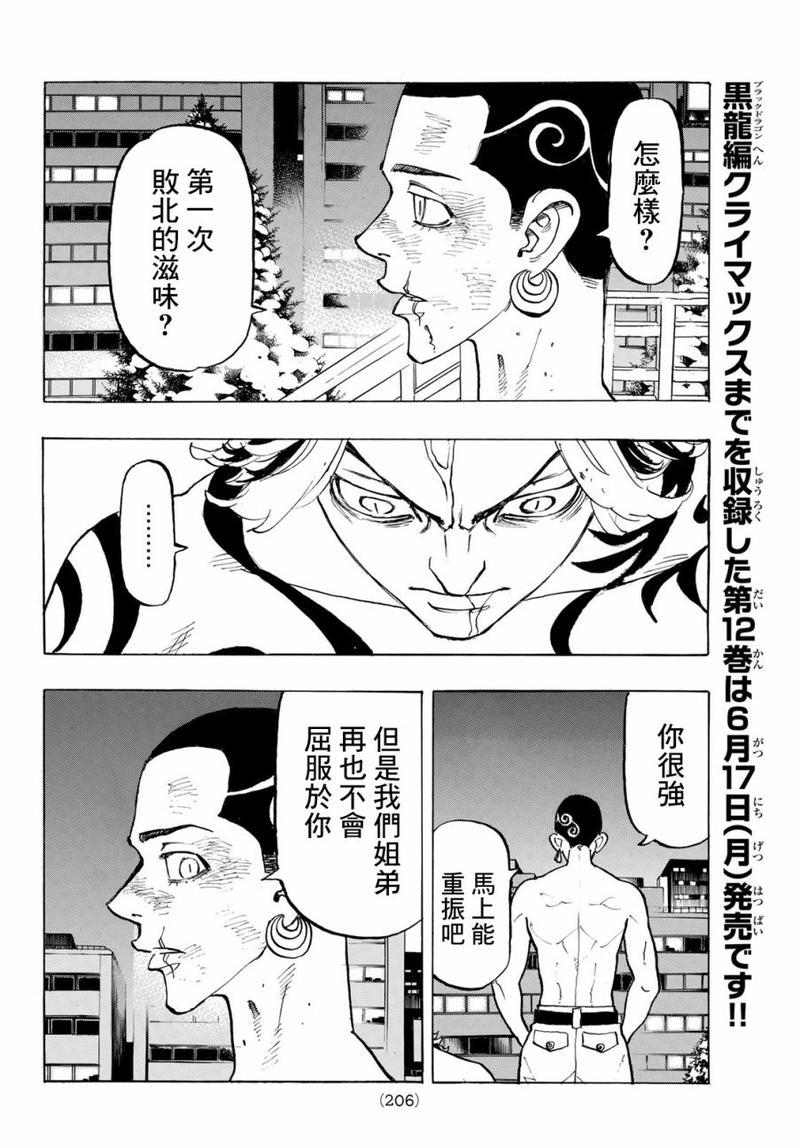 黒龍編クライマックスまでを収録した第12巻は6月17日(月)発売です!!
ブラックドラゴン
へん
しゅうろく
だい
かん
がつ
にち
げつ
はつばい
怎麼樣?
第一次
敗北的滋味?
……
你很強
馬上能
重振吧
但是我們姐弟
再也不會
屈服於你
(206)